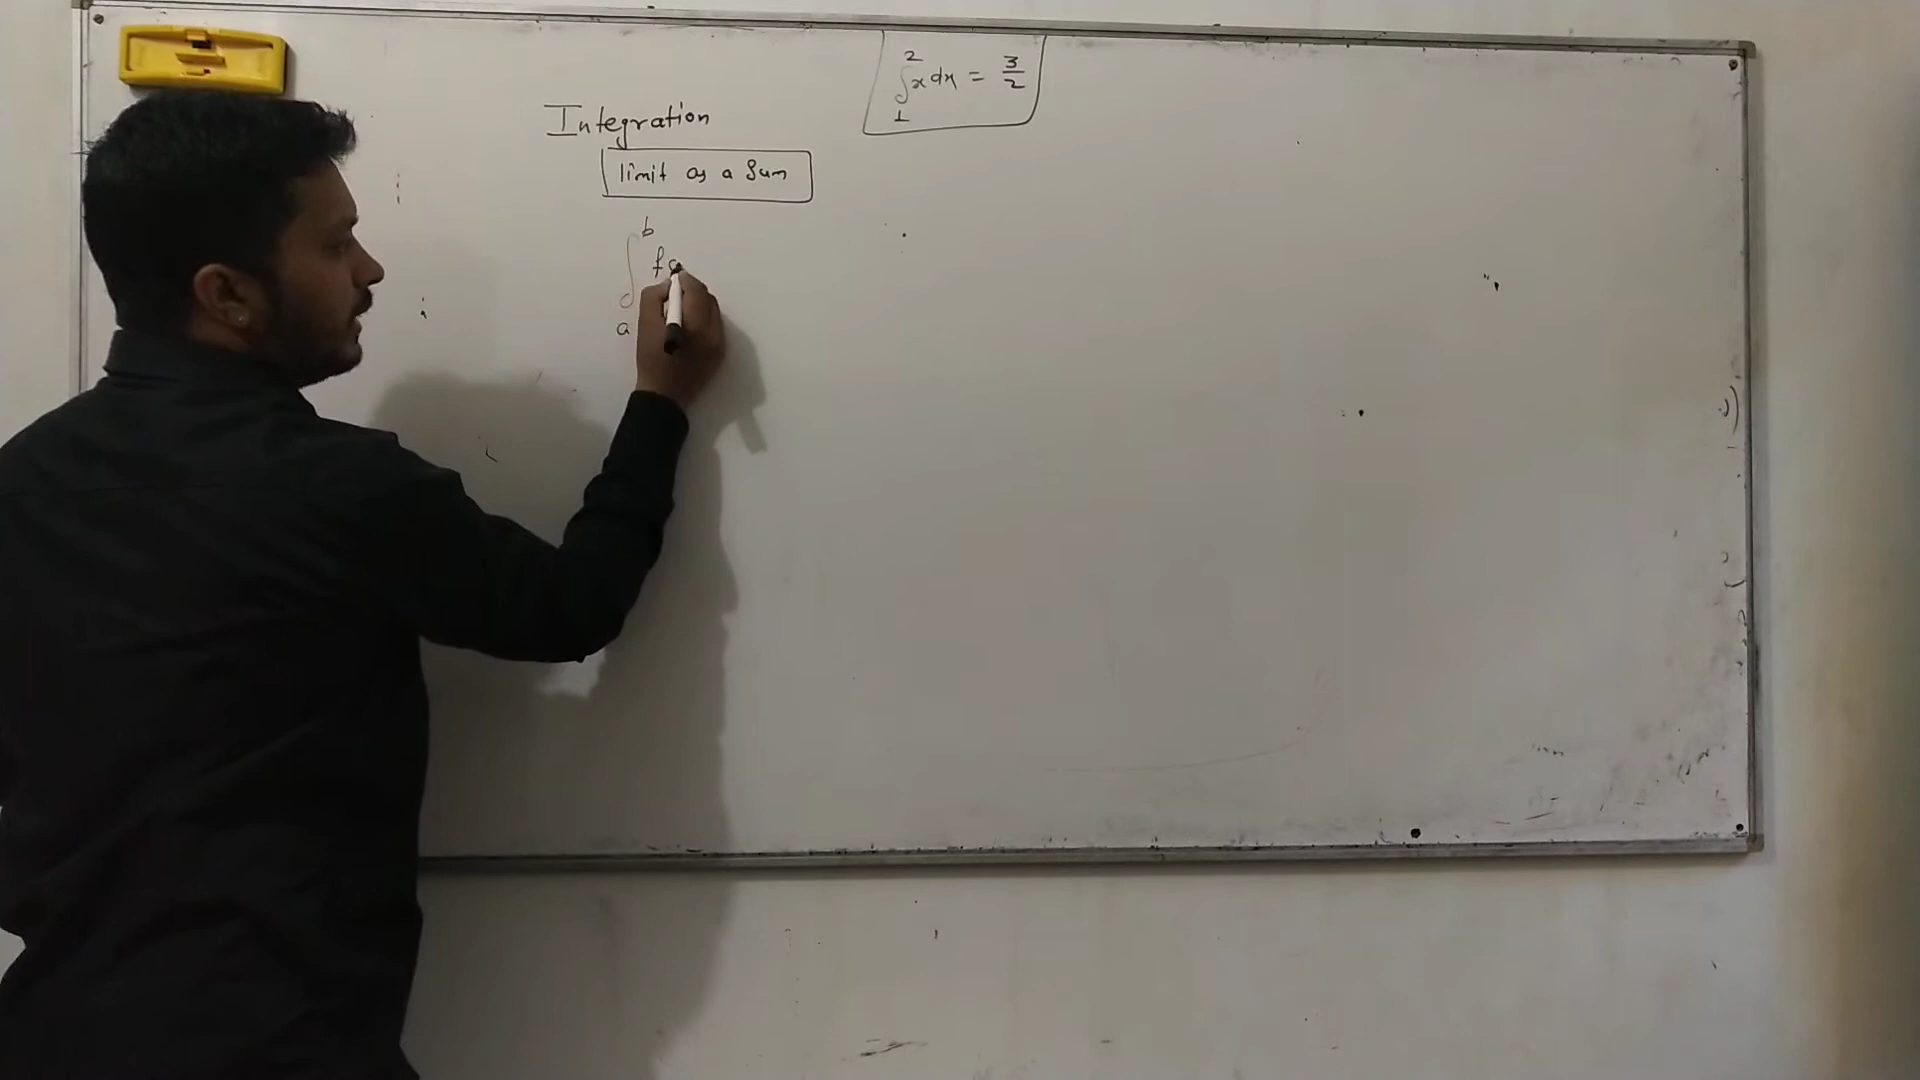 ∫₁² x dx = 3/2
Integration
limit as a Sum
∫ₐᵇ f